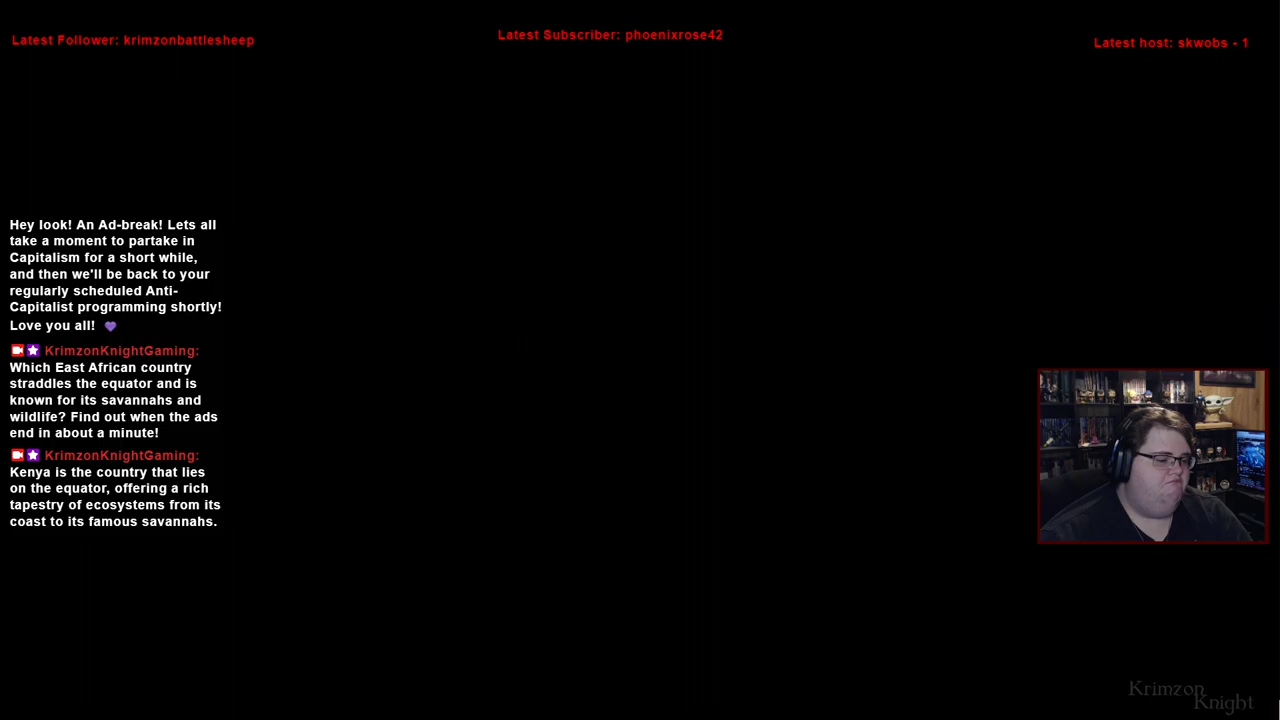 Latest Follower: krimzonbattlesheep
Latest Subscriber: phoenixrose42
Latest host: skwobs - 1
Hey look! An Ad-break! Lets all
take a moment to partake in
Capitalism for a short while,
and then we'll be back to your
regularly scheduled Anti-
Capitalist programming shortly!
Love you all!
KrimzonKnightGaming:
Which East African country
straddles the equator and is
known for its savannahs and
wildlife? Find out when the ads
end in about a minute!
KrimzonKnightGaming:
Kenya is the country that lies
on the equator, offering a rich
tapestry of ecosystems from its
coast to its famous savannahs.
Krimzon
Knight